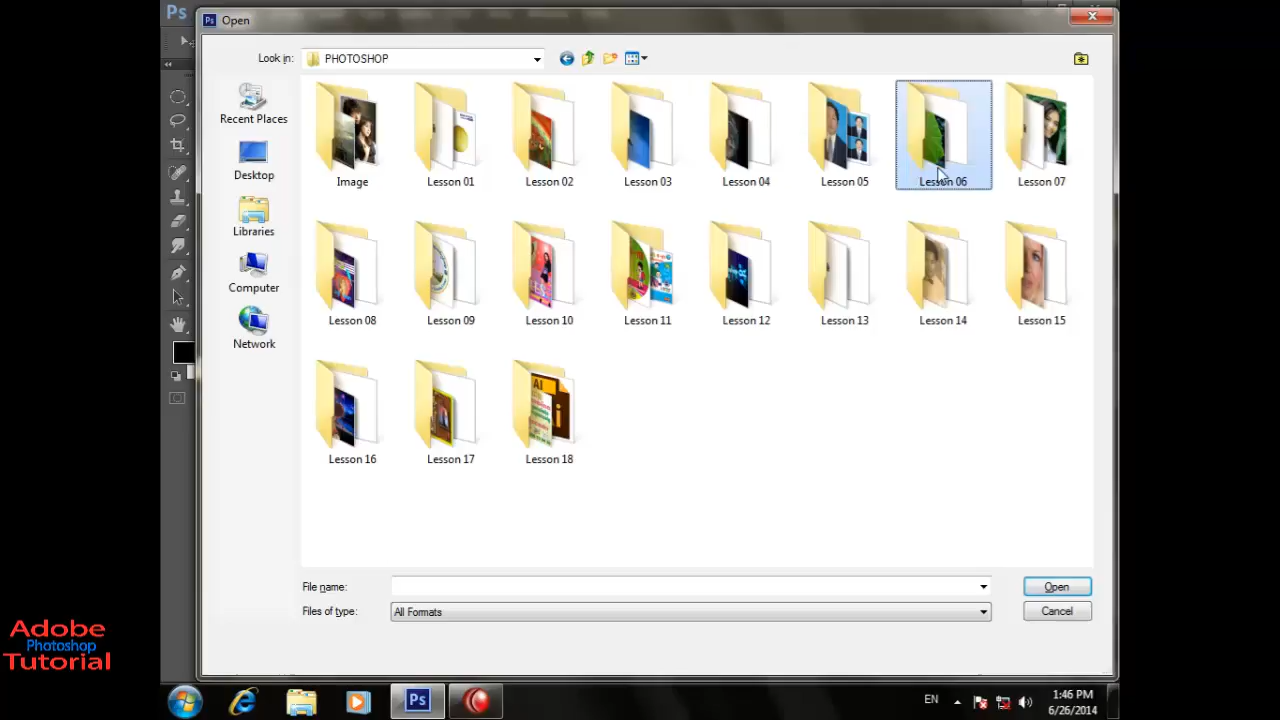 Ps
Ps Open
Look in: PHOTOSHOP
Recent Places
Desktop
Libraries
Computer
Network
Image Lesson 01 Lesson 02 Lesson 03 Lesson 04 Lesson 05 Lesson 06 Lesson 07
Lesson 08 Lesson 09 Lesson 10 Lesson 11 Lesson 12 Lesson 13 Lesson 14 Lesson 15
Ai
Lesson 16 Lesson 17 Lesson 18
File name: Open
Files of type: All Formats Cancel
Adobe
Photoshop
Tutorial
Ps EN 1:46 PM
6/26/2014